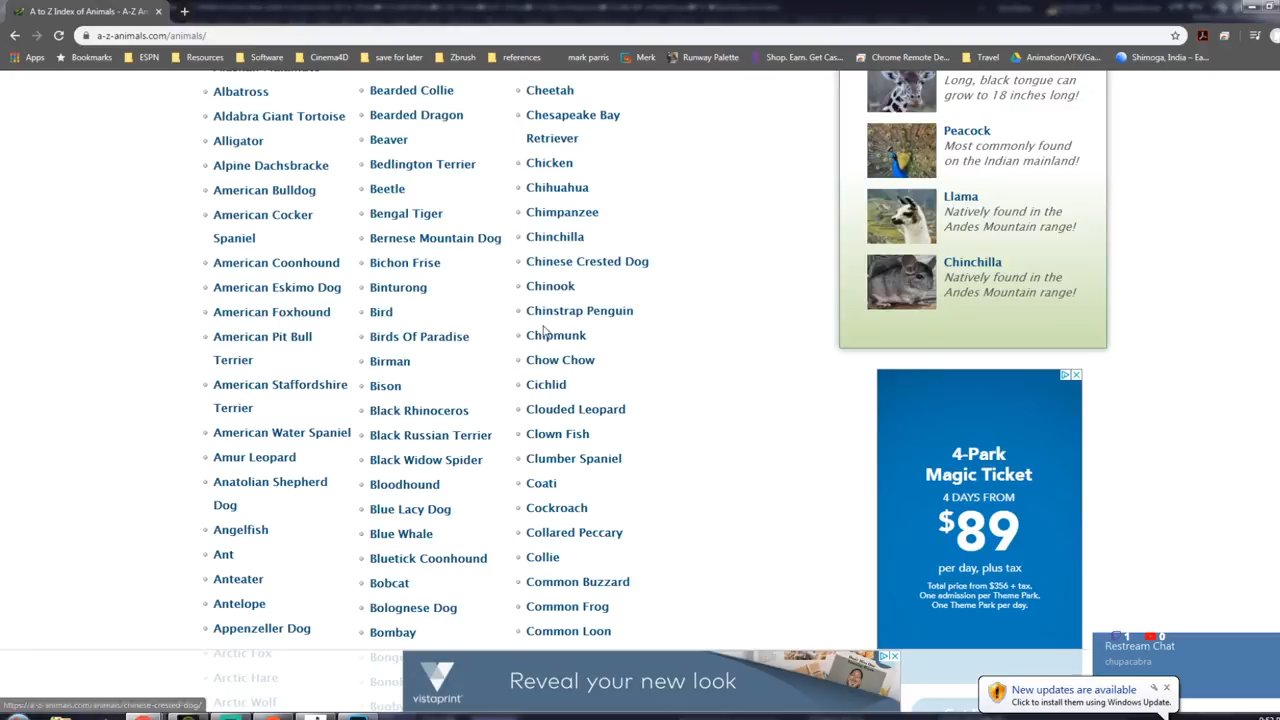 A to Z Index of Animals - A-Z An
a-z-animals.com/animals/
Apps Bookmarks ESPN Resources Software Cinema4D save for later Zbrush references mark parris Merk Runway Palette Shop. Earn. Get Cas... Chrome Remote De... Travel Animation/VFX/Ga... Shimoga, India – Ea...
Albatross
Aldabra Giant Tortoise
Alligator
Alpine Dachsbracke
American Bulldog
American Cocker
Spaniel
American Coonhound
American Eskimo Dog
American Foxhound
American Pit Bull
Terrier
American Staffordshire
Terrier
American Water Spaniel
Amur Leopard
Anatolian Shepherd
Dog
Angelfish
Ant
Anteater
Antelope
Appenzeller Dog
Arctic Fox
Arctic Hare
Arctic Wolf
Bearded Collie
Bearded Dragon
Beaver
Bedlington Terrier
Beetle
Bengal Tiger
Bernese Mountain Dog
Bichon Frise
Binturong
Bird
Birds Of Paradise
Birman
Bison
Black Rhinoceros
Black Russian Terrier
Black Widow Spider
Bloodhound
Blue Lacy Dog
Blue Whale
Bluetick Coonhound
Bobcat
Bolognese Dog
Bombay
Cheetah
Chesapeake Bay
Retriever
Chicken
Chihuahua
Chimpanzee
Chinchilla
Chinese Crested Dog
Chinook
Chinstrap Penguin
Chipmunk
Chow Chow
Cichlid
Clouded Leopard
Clown Fish
Clumber Spaniel
Coati
Cockroach
Collared Peccary
Collie
Common Buzzard
Common Frog
Common Loon
Long, black tongue can
grow to 18 inches long!
Peacock
Most commonly found
on the Indian mainland!
Llama
Natively found in the
Andes Mountain range!
Chinchilla
Natively found in the
Andes Mountain range!
4-Park
Magic Ticket
4 DAYS FROM
$89
per day, plus tax
Total price from $356 + tax.
One admission per Theme Park.
One Theme Park per day.
vistaprint
Reveal your new look
1 0
Restream Chat
chupacabra
New updates are available
Click to install them using Windows Update.
https://a-z-animals.com/animals/chinese-crested-dog/